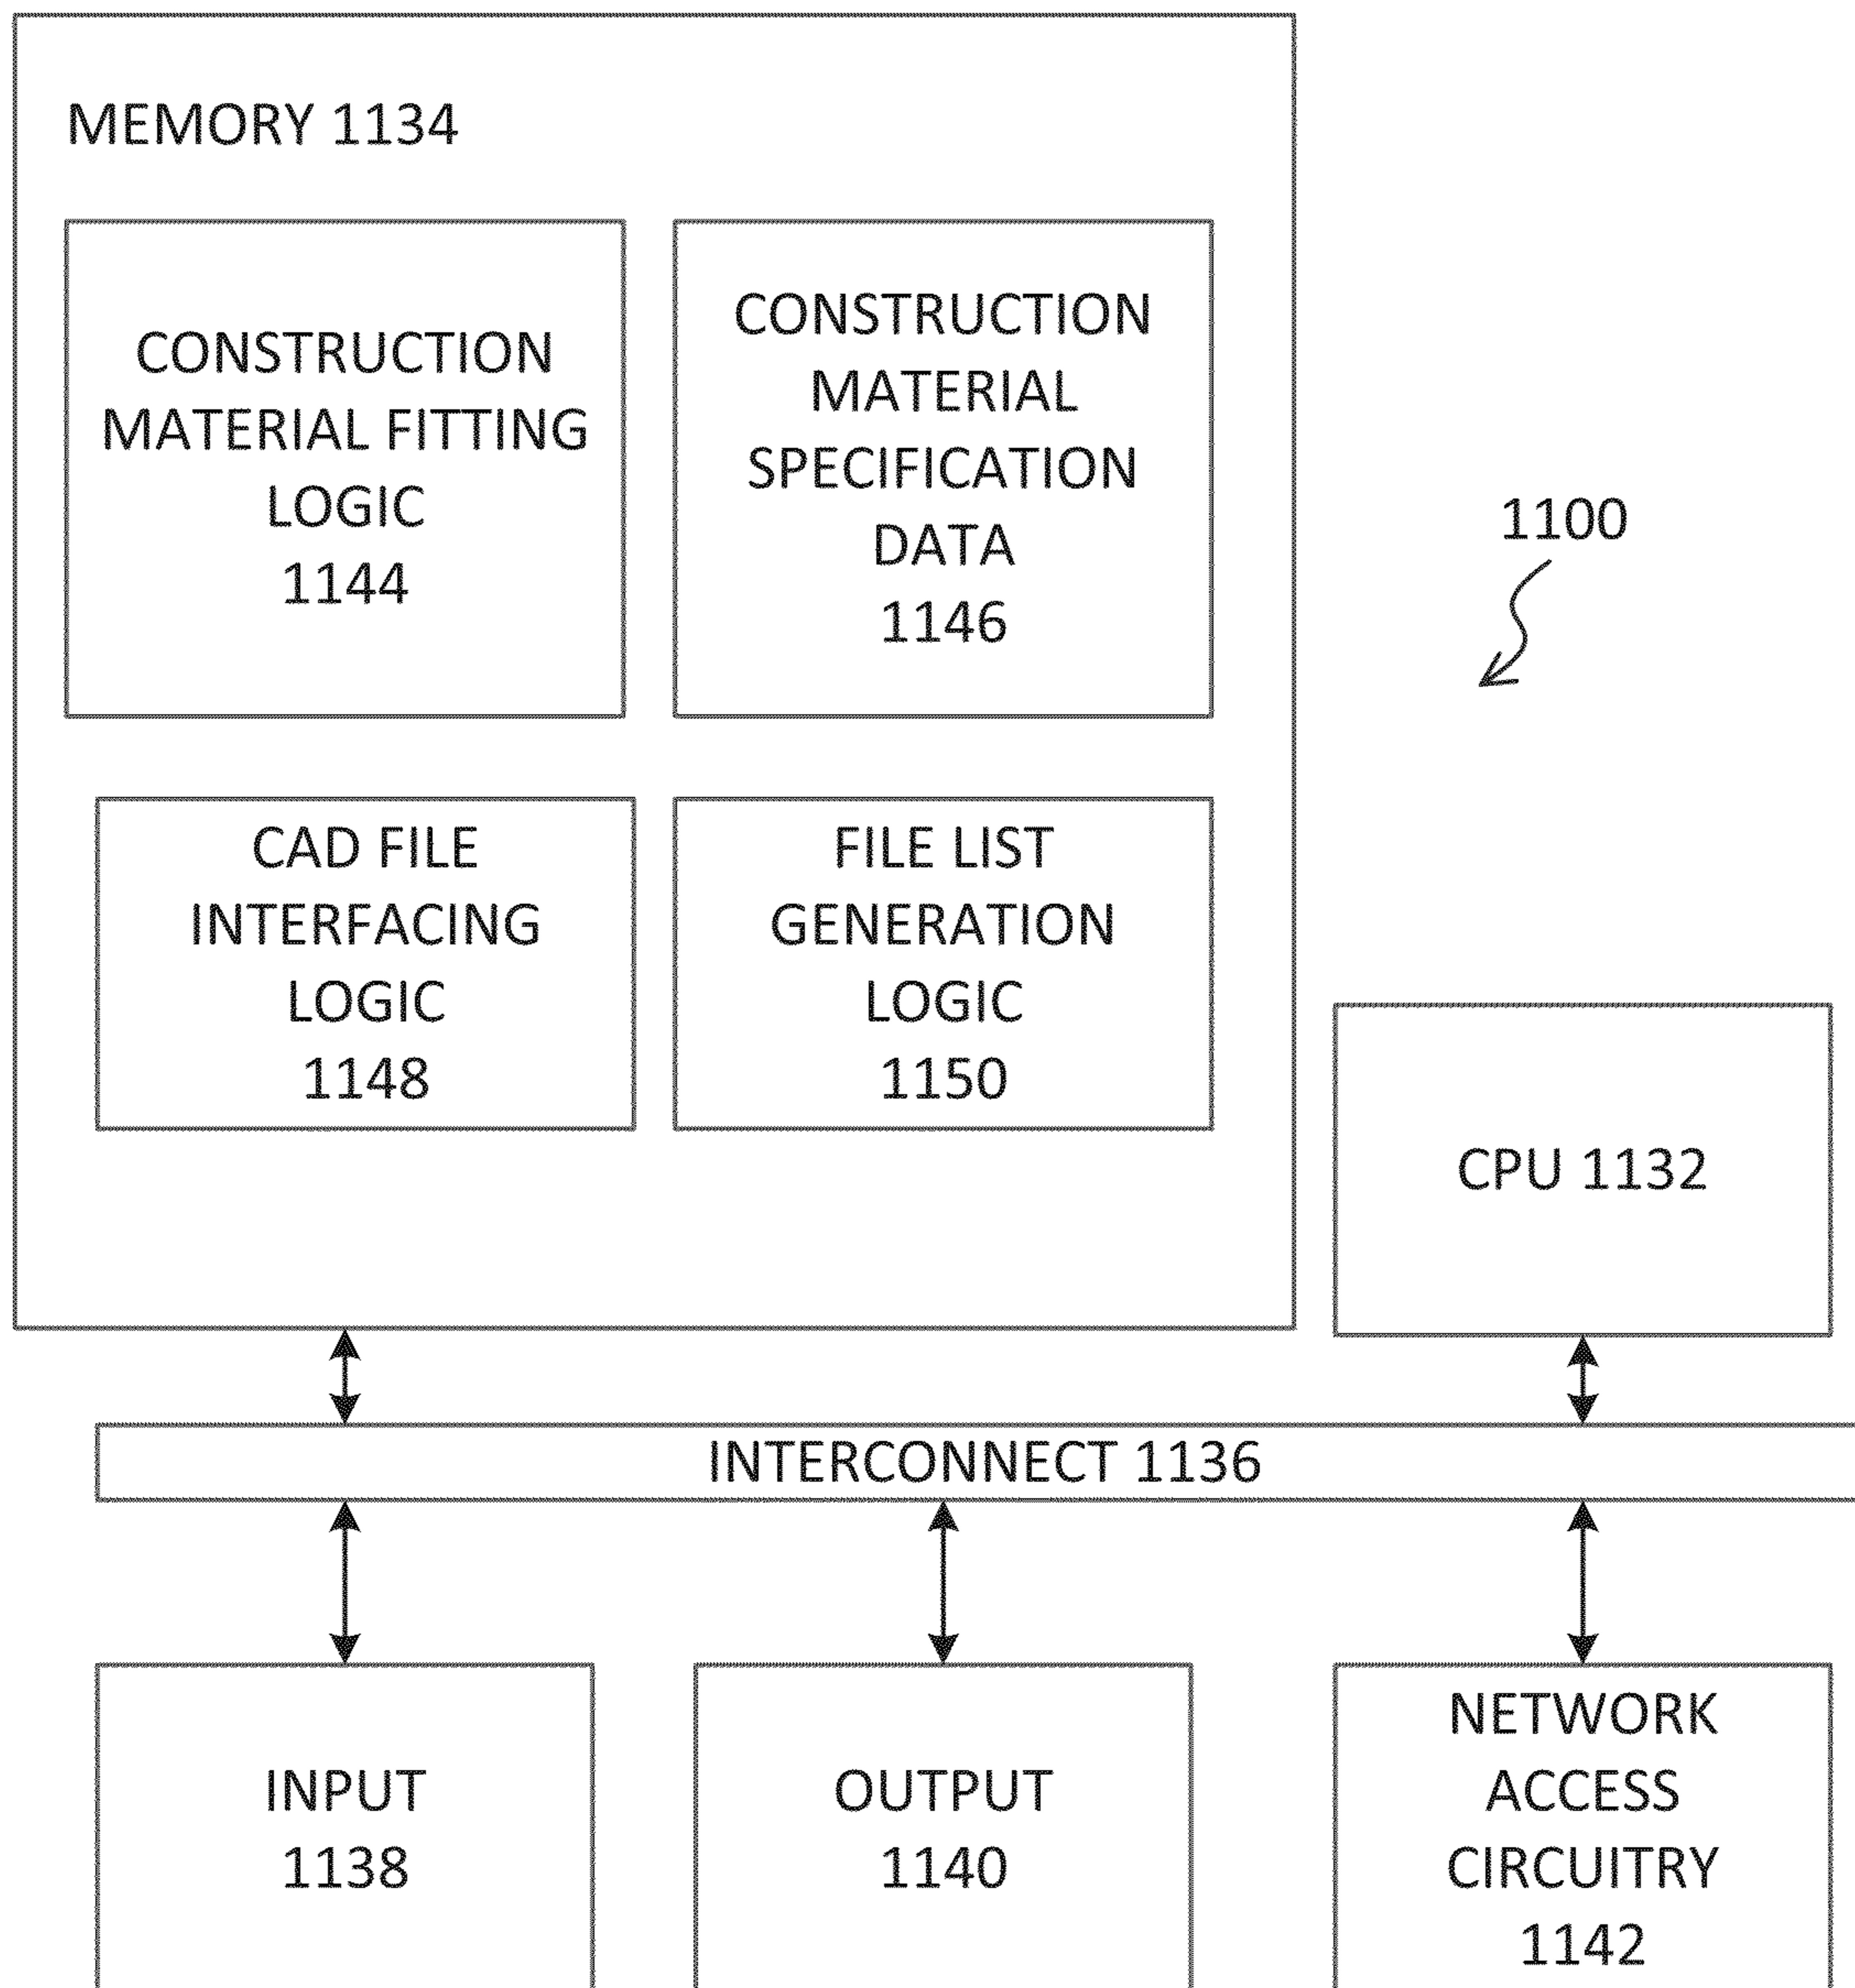 MEMORY 1134
CONSTRUCTION
MATERIAL FITTING
LOGIC
1144
CONSTRUCTION
MATERIAL
SPECIFICATION
DATA
1146
1100
CAD FILE
INTERFACING
LOGIC
1148
FILE LIST
GENERATION
LOGIC
1150
CPU 1132
INTERCONNECT 1136
INPUT
1138
OUTPUT
1140
NETWORK
ACCESS
CIRCUITRY
1142